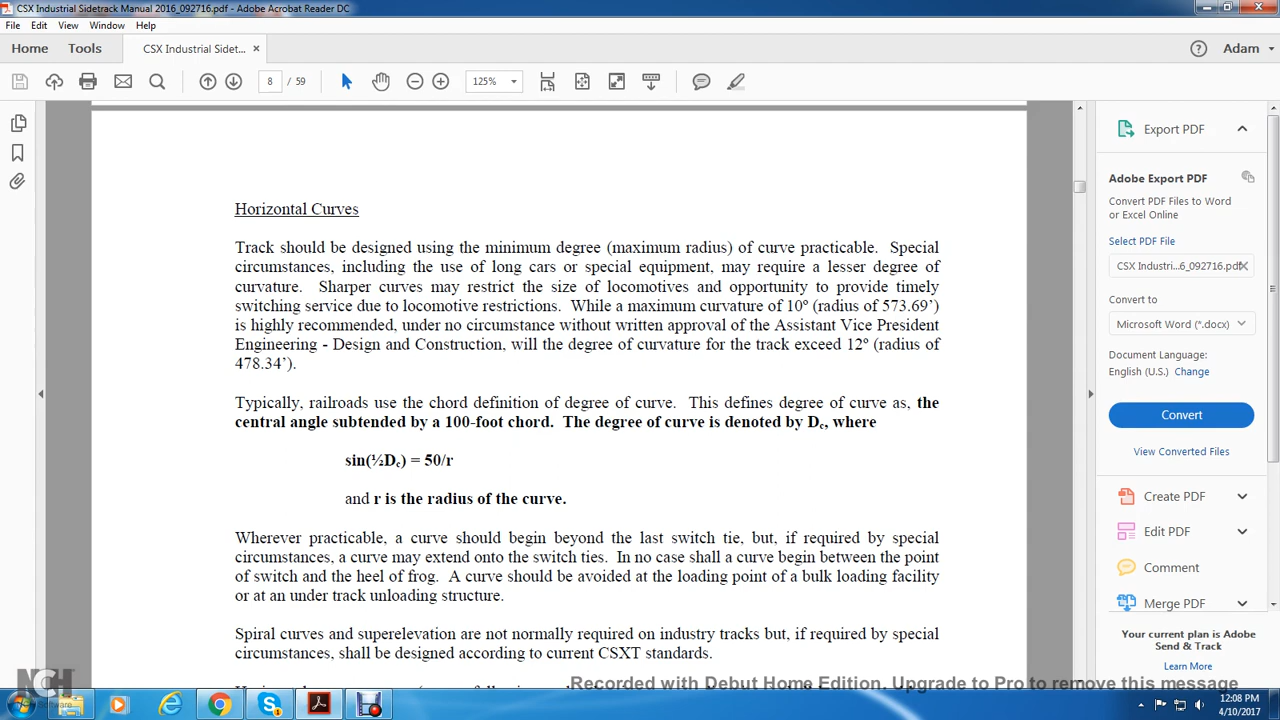 CSX Industrial Sidetrack Manual 2016_092716.pdf - Adobe Acrobat Reader DC
File Edit View Window Help
Home Tools CSX Industrial Sidet... × Adam
8 / 59 125%
Horizontal Curves
Track should be designed using the minimum degree (maximum radius) of curve practicable. Special
circumstances, including the use of long cars or special equipment, may require a lesser degree of
curvature. Sharper curves may restrict the size of locomotives and opportunity to provide timely
switching service due to locomotive restrictions. While a maximum curvature of 10º (radius of 573.69’)
is highly recommended, under no circumstance without written approval of the Assistant Vice President
Engineering - Design and Construction, will the degree of curvature for the track exceed 12º (radius of
478.34’).
Typically, railroads use the chord definition of degree of curve. This defines degree of curve as, the
central angle subtended by a 100-foot chord. The degree of curve is denoted by Dc, where
sin(½Dc) = 50/r
and r is the radius of the curve.
Wherever practicable, a curve should begin beyond the last switch tie, but, if required by special
circumstances, a curve may extend onto the switch ties. In no case shall a curve begin between the point
of switch and the heel of frog. A curve should be avoided at the loading point of a bulk loading facility
or at an under track unloading structure.
Spiral curves and superelevation are not normally required on industry tracks but, if required by special
circumstances, shall be designed according to current CSXT standards.
Export PDF
Adobe Export PDF
Convert PDF Files to Word
or Excel Online
Select PDF File
CSX Industri...6_092716.pdf
Convert to
Microsoft Word (*.docx)
Document Language:
English (U.S.) Change
Convert
View Converted Files
Create PDF
Edit PDF
Comment
Merge PDF
Your current plan is Adobe
Send & Track
Learn More
NCH
Software
Recorded with Debut Home Edition. Upgrade to Pro to remove this message
12:08 PM
4/10/2017